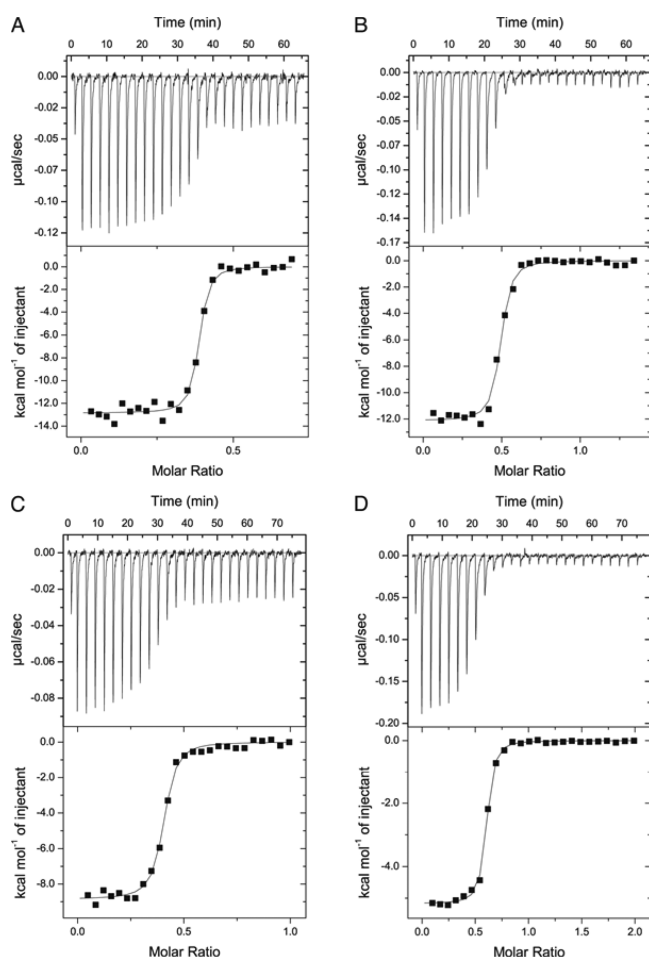 A
Time (min)
0 10 20 30 40 50 60
0.00
-0.02
-0.05
-0.07
-0.10
-0.12
µcal/sec
0.0
-2.0
-4.0
-6.0
-8.0
-10.0
-12.0
-14.0
kcal mol⁻¹ of injectant
0.0 0.5
Molar Ratio
B
Time (min)
0 10 20 30 40 50 60
0.00
-0.02
-0.05
-0.07
-0.10
-0.12
-0.14
-0.17
µcal/sec
0.0
-2.0
-4.0
-6.0
-8.0
-10.0
-12.0
kcal mol⁻¹ of injectant
0.0 0.5 1.0
Molar Ratio
C
Time (min)
0 10 20 30 40 50 60 70
0.00
-0.02
-0.04
-0.06
-0.08
µcal/sec
0.0
-2.0
-4.0
-6.0
-8.0
kcal mol⁻¹ of injectant
0.0 0.5 1.0
Molar Ratio
D
Time (min)
0 10 20 30 40 50 60 70
0.00
-0.05
-0.10
-0.15
-0.20
µcal/sec
0.0
-2.0
-4.0
kcal mol⁻¹ of injectant
0.0 0.5 1.0 1.5 2.0
Molar Ratio